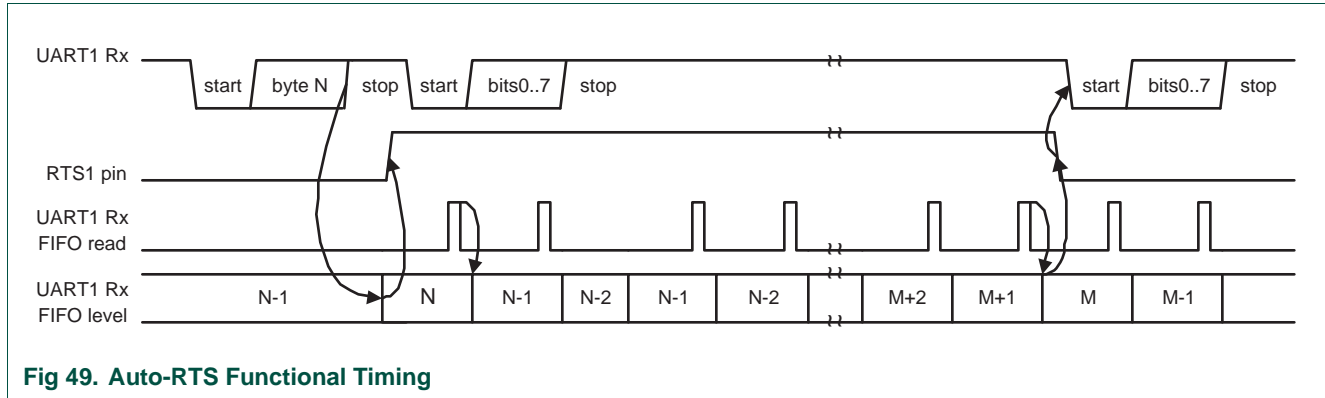 UART1 Rx
start byte N stop start bits0..7 stop start bits0..7 stop
RTS1 pin
UART1 Rx
FIFO read
UART1 Rx
FIFO level
N-1 N N-1 N-2 N-1 N-2 M+2 M+1 M M-1
Fig 49. Auto-RTS Functional Timing